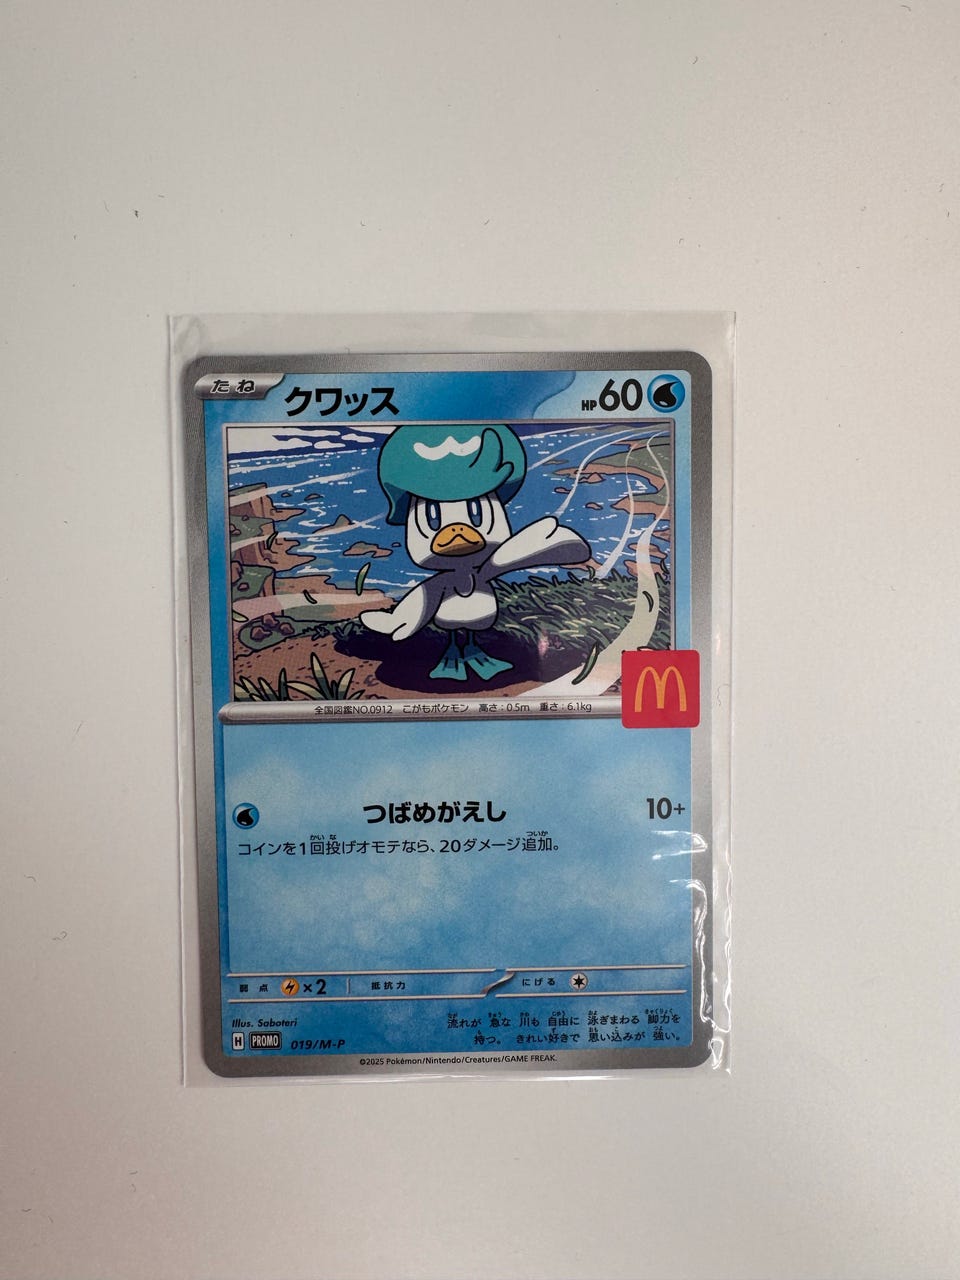 たね
クワッス
HP60
全国図鑑NO.0912 こがもポケモン 高さ:0.5m 重さ:6.1kg
M
つばめがえし 10+
コインを1回投げオモテなら、20ダメージ追加。
弱点 ×2 抵抗力 にげる
Illus. Saboteri
流れが 急な 川も 自由に 泳ぎまわる 脚力を
持つ。 きれい好きで 思い込みが 強い。
H PROMO 019/M-P
©2025 Pokémon/Nintendo/Creatures/GAME FREAK.